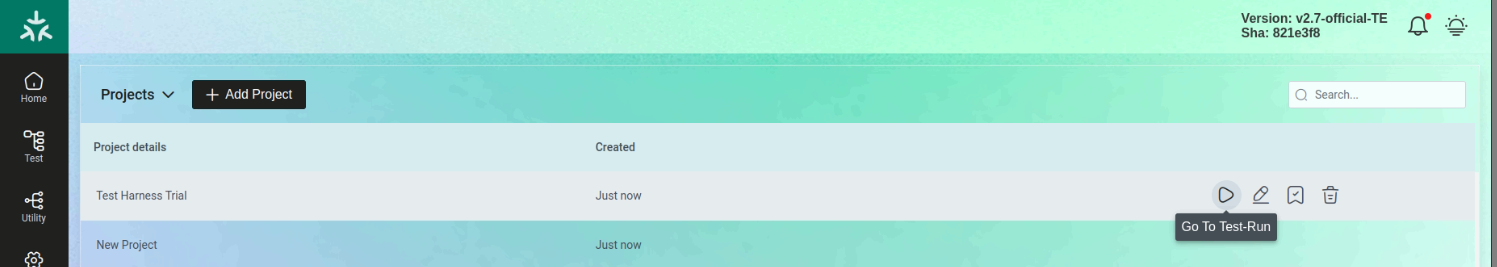 Version: v2.7-official-TE
Sha: 821e3f8
Home
Test
Utility
Projects
Add Project
Search...
Project details Created
Test Harness Trial Just now
Go To Test-Run
New Project Just now